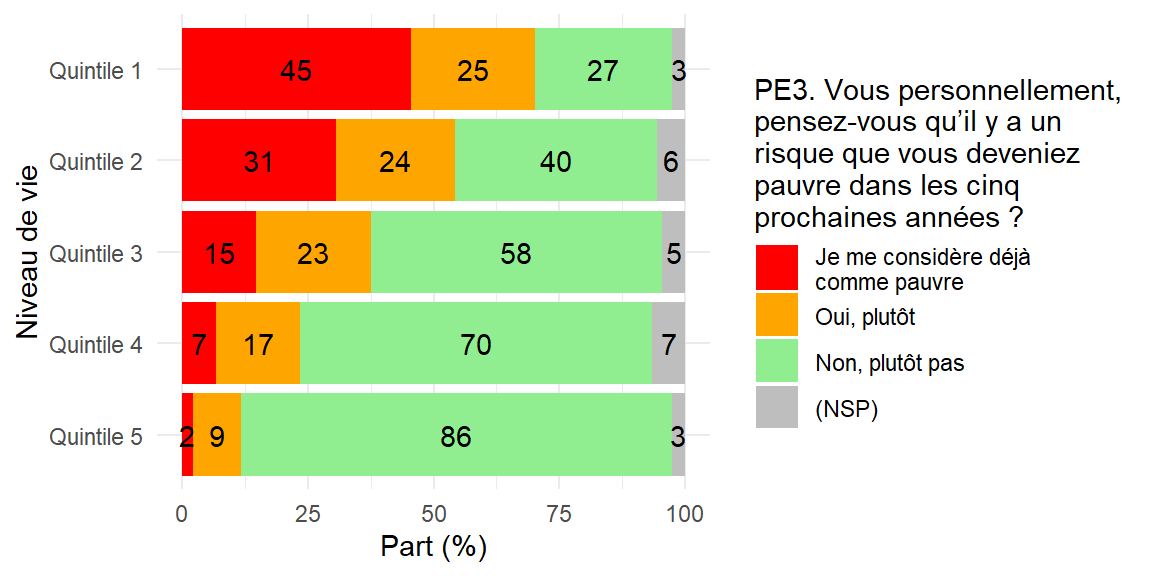 Niveau de vie
Quintile 1
45 25 27 3
Quintile 2
31 24 40 6
Quintile 3
15 23 58 5
Quintile 4
7 17 70 7
Quintile 5
2 9 86 3
0 25 50 75 100
Part (%)
PE3. Vous personnellement,
pensez-vous qu’il y a un
risque que vous deveniez
pauvre dans les cinq
prochaines années ?
Je me considère déjà
comme pauvre
Oui, plutôt
Non, plutôt pas
(NSP)